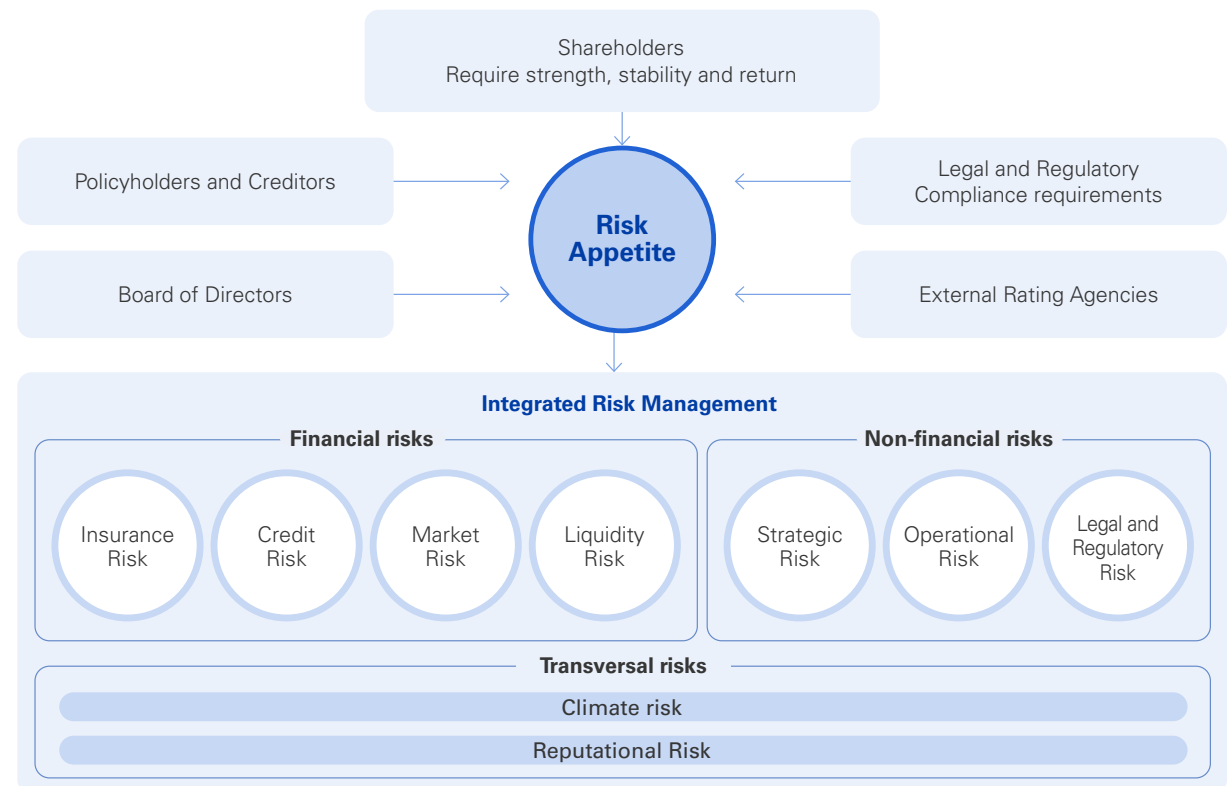 Shareholders
Require strength, stability and return
Policyholders and Creditors
Legal and Regulatory
Compliance requirements
Risk
Appetite
Board of Directors
External Rating Agencies
Integrated Risk Management
Financial risks
Insurance
Risk
Credit
Risk
Market
Risk
Liquidity
Risk
Non-financial risks
Strategic
Risk
Operational
Risk
Legal and
Regulatory
Risk
Transversal risks
Climate risk
Reputational Risk